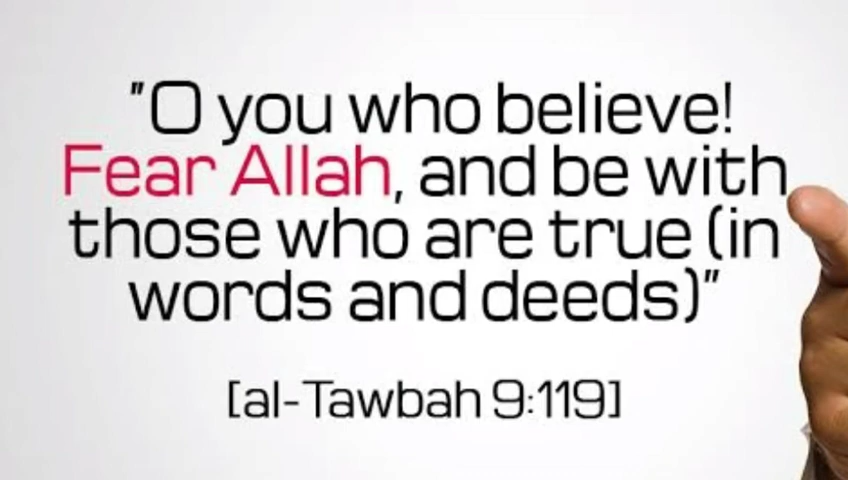 "O you who believe!
Fear Allah, and be with
those who are true (in
words and deeds)"
[al-Tawbah 9:119]